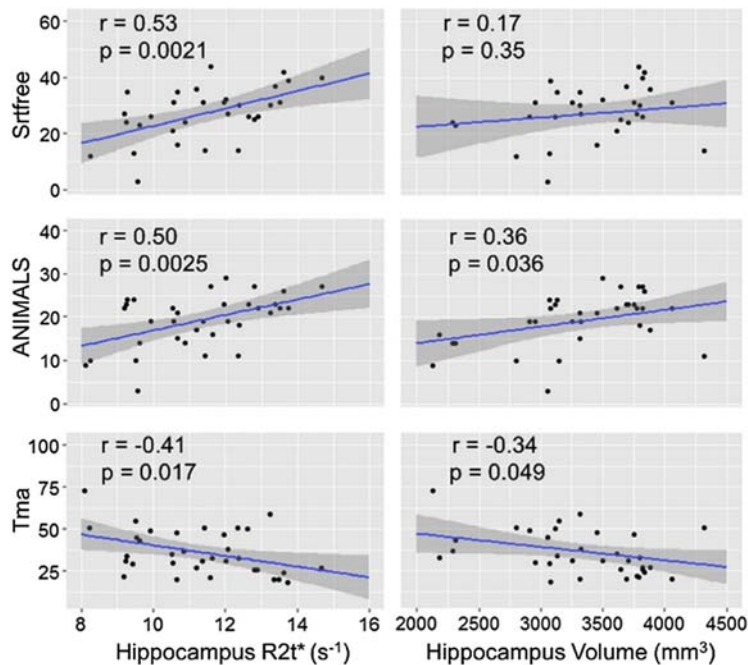 r = 0.53
p = 0.0021
r = 0.17
p = 0.35
Srtfree
60
40
20
0
r = 0.50
p = 0.0025
r = 0.36
p = 0.036
ANIMALS
40
30
20
10
0
r = -0.41
p = 0.017
r = -0.34
p = 0.049
Tma
100
75
50
25
8 10 12 14 16
2000 2500 3000 3500 4000 4500
Hippocampus R2t* (s⁻¹)
Hippocampus Volume (mm³)